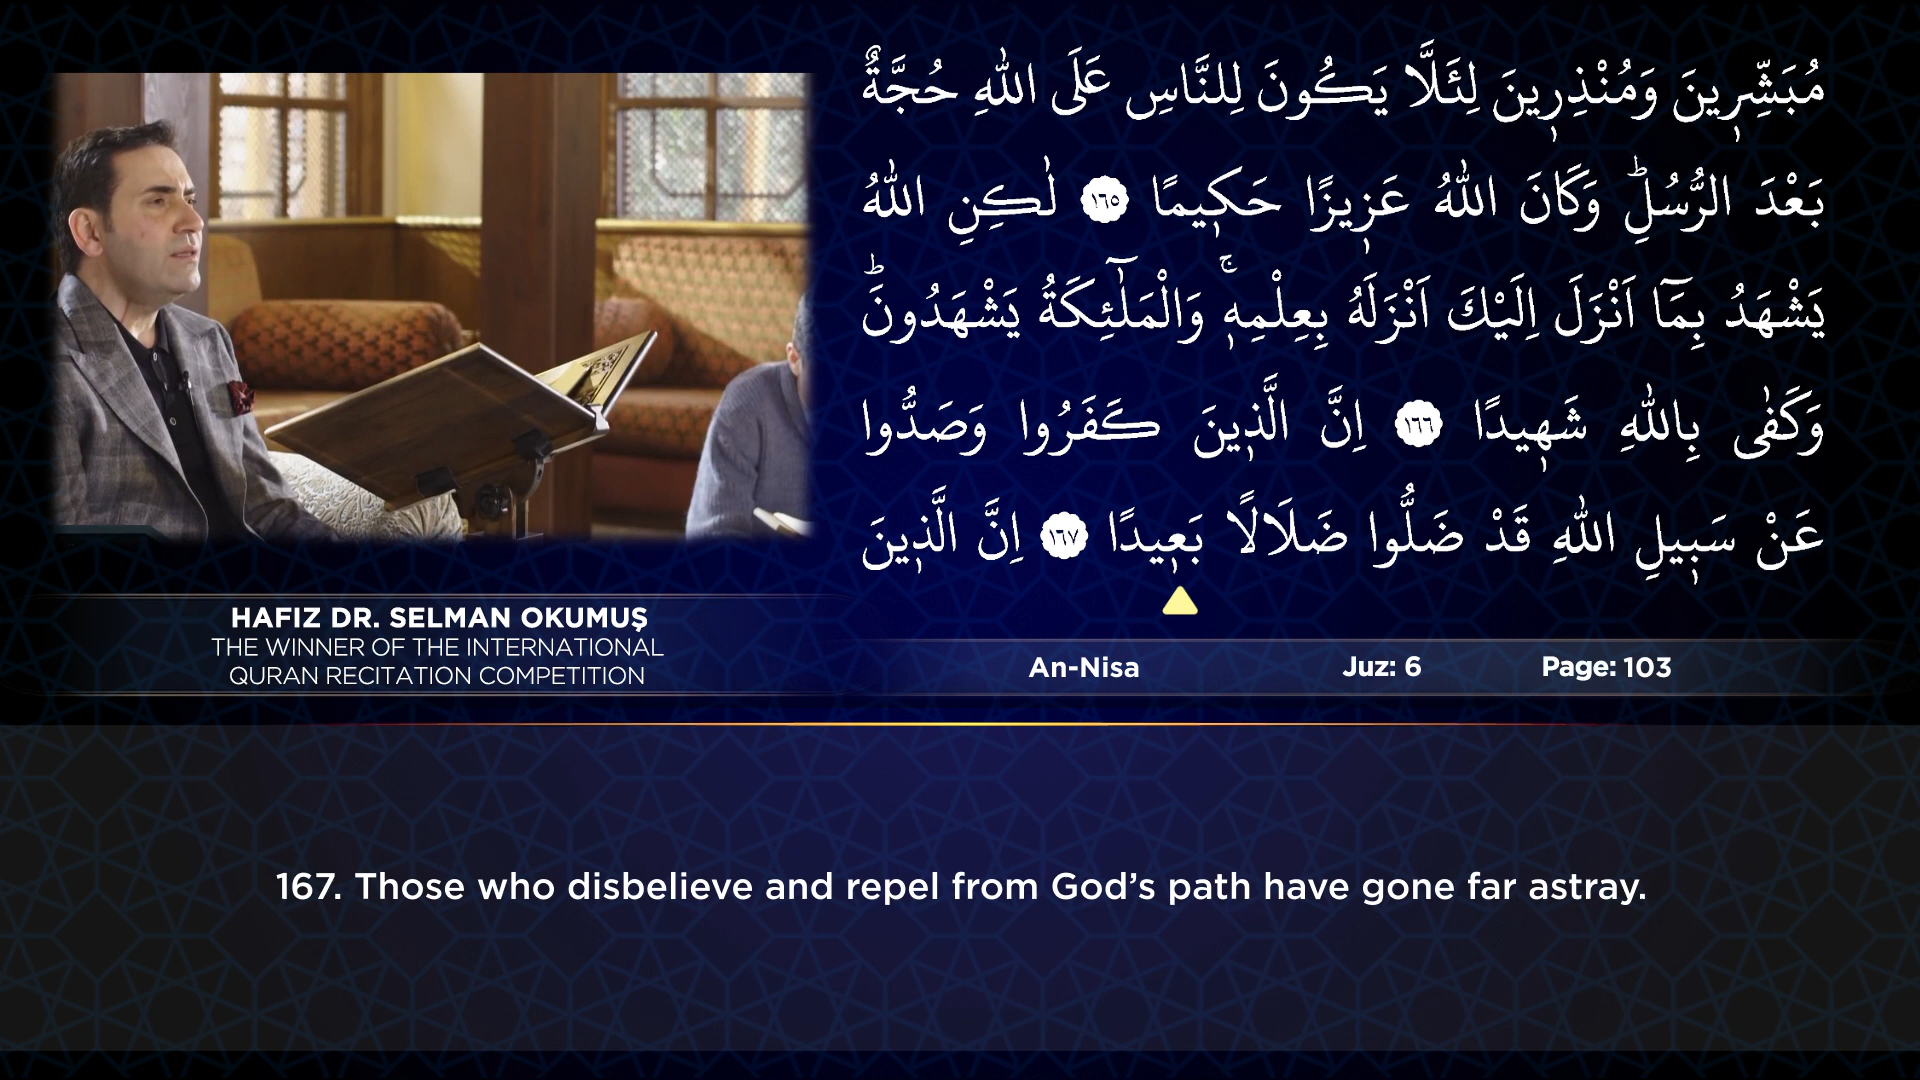 مُبَشِّرٖينَ وَمُنْذِرٖينَ لِئَلَّا يَكُونَ لِلنَّاسِ عَلَى اللّٰهِ حُجَّةٌ
بَعْدَ الرُّسُلِؕ وَكَانَ اللّٰهُ عَزٖيزًا حَكٖيمًا ١٦٥ لٰكِنِ اللّٰهُ
يَشْهَدُ بِمَٓا اَنْزَلَ اِلَيْكَ اَنْزَلَهُ بِعِلْمِهٖۚ وَالْمَلٰٓئِكَةُ يَشْهَدُونَؕ
وَكَفٰى بِاللّٰهِ شَهٖيدًا ١٦٦ اِنَّ الَّذٖينَ كَفَرُوا وَصَدُّوا
عَنْ سَبٖيلِ اللّٰهِ قَدْ ضَلُّوا ضَلَالًا بَعٖيدًا ١٦٧ اِنَّ الَّذٖينَ
HAFIZ DR. SELMAN OKUMUŞ
THE WINNER OF THE INTERNATIONAL
QURAN RECITATION COMPETITION
An-Nisa Juz: 6 Page: 103
167. Those who disbelieve and repel from God’s path have gone far astray.